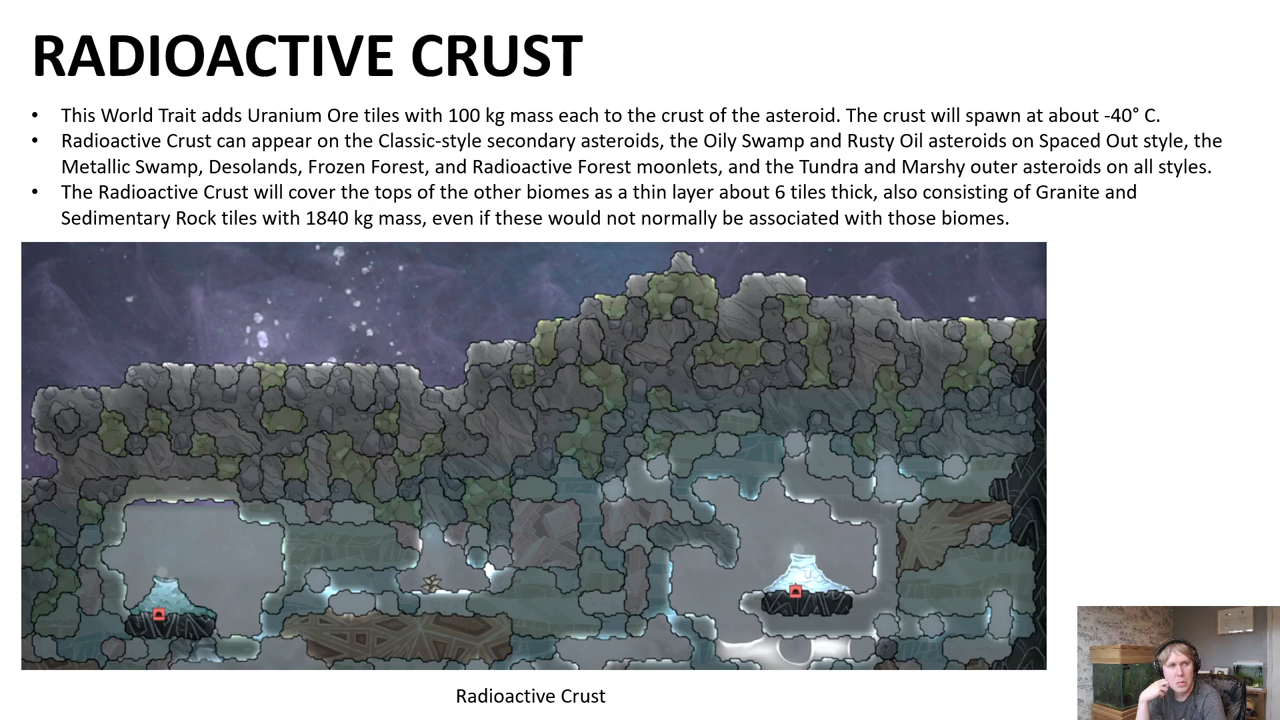 RADIOACTIVE CRUST
• This World Trait adds Uranium Ore tiles with 100 kg mass each to the crust of the asteroid. The crust will spawn at about -40° C.
• Radioactive Crust can appear on the Classic-style secondary asteroids, the Oily Swamp and Rusty Oil asteroids on Spaced Out style, the
Metallic Swamp, Desolands, Frozen Forest, and Radioactive Forest moonlets, and the Tundra and Marshy outer asteroids on all styles.
• The Radioactive Crust will cover the tops of the other biomes as a thin layer about 6 tiles thick, also consisting of Granite and
Sedimentary Rock tiles with 1840 kg mass, even if these would not normally be associated with those biomes.
Radioactive Crust